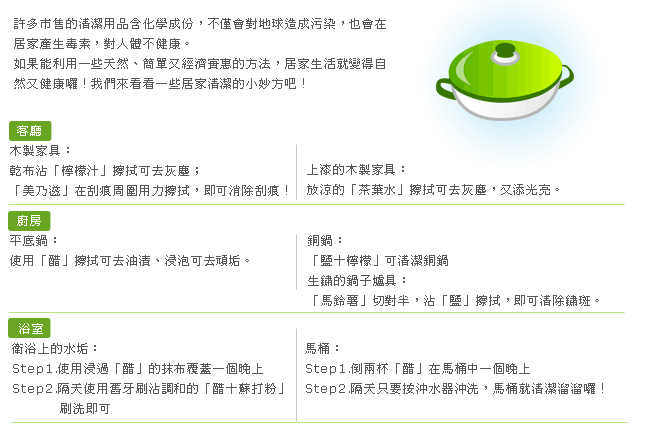 許多市售的清潔用品含化學成份，不僅會對地球造成污染，也會在
居家產生毒素，對人體不健康。
如果能利用一些天然、簡單又經濟實惠的方法，居家生活就變得自
然又健康囉！我們來看看一些居家清潔的小妙方吧！
客廳
木製家具：
乾布沾「檸檬汁」擦拭可去灰塵；
「美乃滋」在刮痕周圍用力擦拭，即可消除刮痕！
上漆的木製家具：
放涼的「茶葉水」擦拭可去灰塵，又添光亮。
廚房
平底鍋：
使用「醋」擦拭可去油漬、浸泡可去頑垢。
銅鍋：
「鹽十檸檬」可清潔銅鍋
生鏽的鍋子爐具：
「馬鈴薯」切對半，沾「鹽」擦拭，即可清除鏽斑。
浴室
衛浴上的水垢：
Step1.使用浸過「醋」的抹布覆蓋一個晚上
Step2.隔天使用舊牙刷沾調和的「醋十蘇打粉」
刷洗即可
馬桶：
Step1.倒兩杯「醋」在馬桶中一個晚上
Step2.隔天只要按沖水器沖洗，馬桶就清潔溜溜囉！